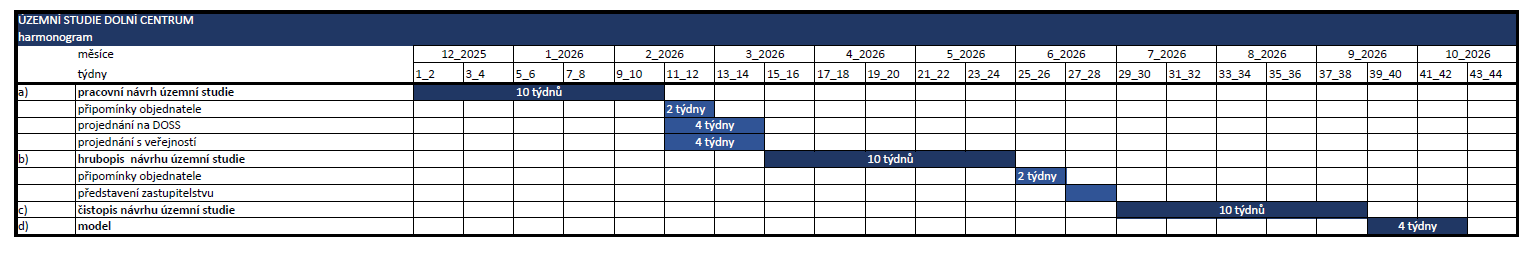 ÚZEMNÍ STUDIE DOLNÍ CENTRUM
harmonogram
měsíce 12_2025 1_2026 2_2026 3_2026 4_2026 5_2026 6_2026 7_2026 8_2026 9_2026 10_2026
týdny 1_2 3_4 5_6 7_8 9_10 11_12 13_14 15_16 17_18 19_20 21_22 23_24 25_26 27_28 29_30 31_32 33_34 35_36 37_38 39_40 41_42 43_44
a) pracovní návrh územní studie 10 týdnů
připomínky objednatele 2 týdny
projednání na DOSS 4 týdny
projednání s veřejností 4 týdny
b) hrubopis návrhu územní studie 10 týdnů
připomínky objednatele 2 týdny
představení zastupitelstvu
c) čistopis návrhu územní studie 10 týdnů
d) model 4 týdny